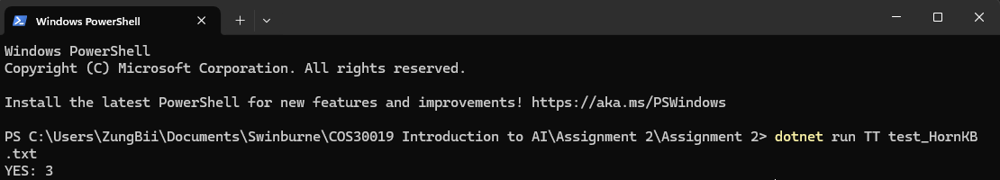 Windows PowerShell
Windows PowerShell
Copyright (C) Microsoft Corporation. All rights reserved.
Install the latest PowerShell for new features and improvements! https://aka.ms/PSWindows
PS C:\Users\ZungBii\Documents\Swinburne\COS30019 Introduction to AI\Assignment 2\Assignment 2> dotnet run TT test_HornKB
.txt
YES: 3